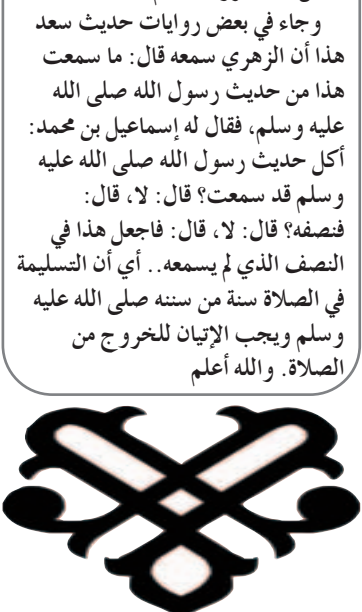 وجاء في بعض روايات حديث سعد
هذا أن الزهري سمعه قال: ما سمعت
هذا من حديث رسول الله صلى الله
عليه وسلم، فقال له إسماعيل بن محمد:
أكل حديث رسول الله صلى الله عليه
وسلم قد سمعت؟ قال: لا، قال:
فنصفه؟ قال: لا، قال: فاجعل هذا في
النصف الذي لم يسمعه.. أي أن التسليمة
في الصلاة سنة من سننه صلى الله عليه
وسلم ويجب الإتيان للخروج من
الصلاة. والله أعلم